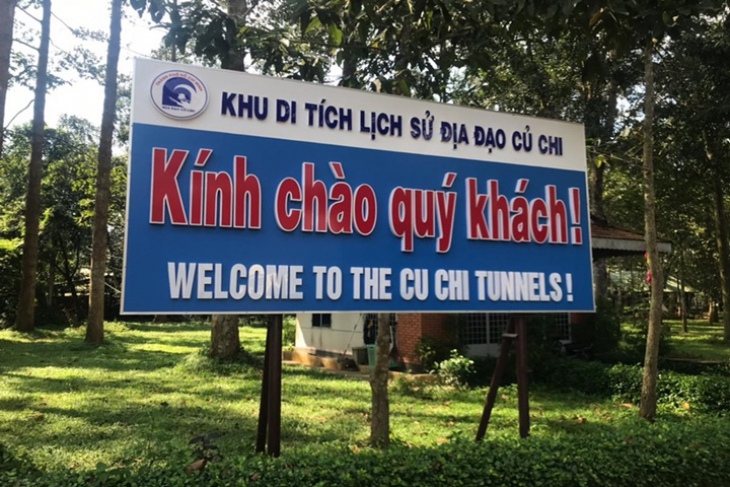 KHU DI TÍCH LỊCH SỬ ĐỊA ĐẠO CỦ CHI
Kính chào quý khách!
WELCOME TO THE CU CHI TUNNELS!